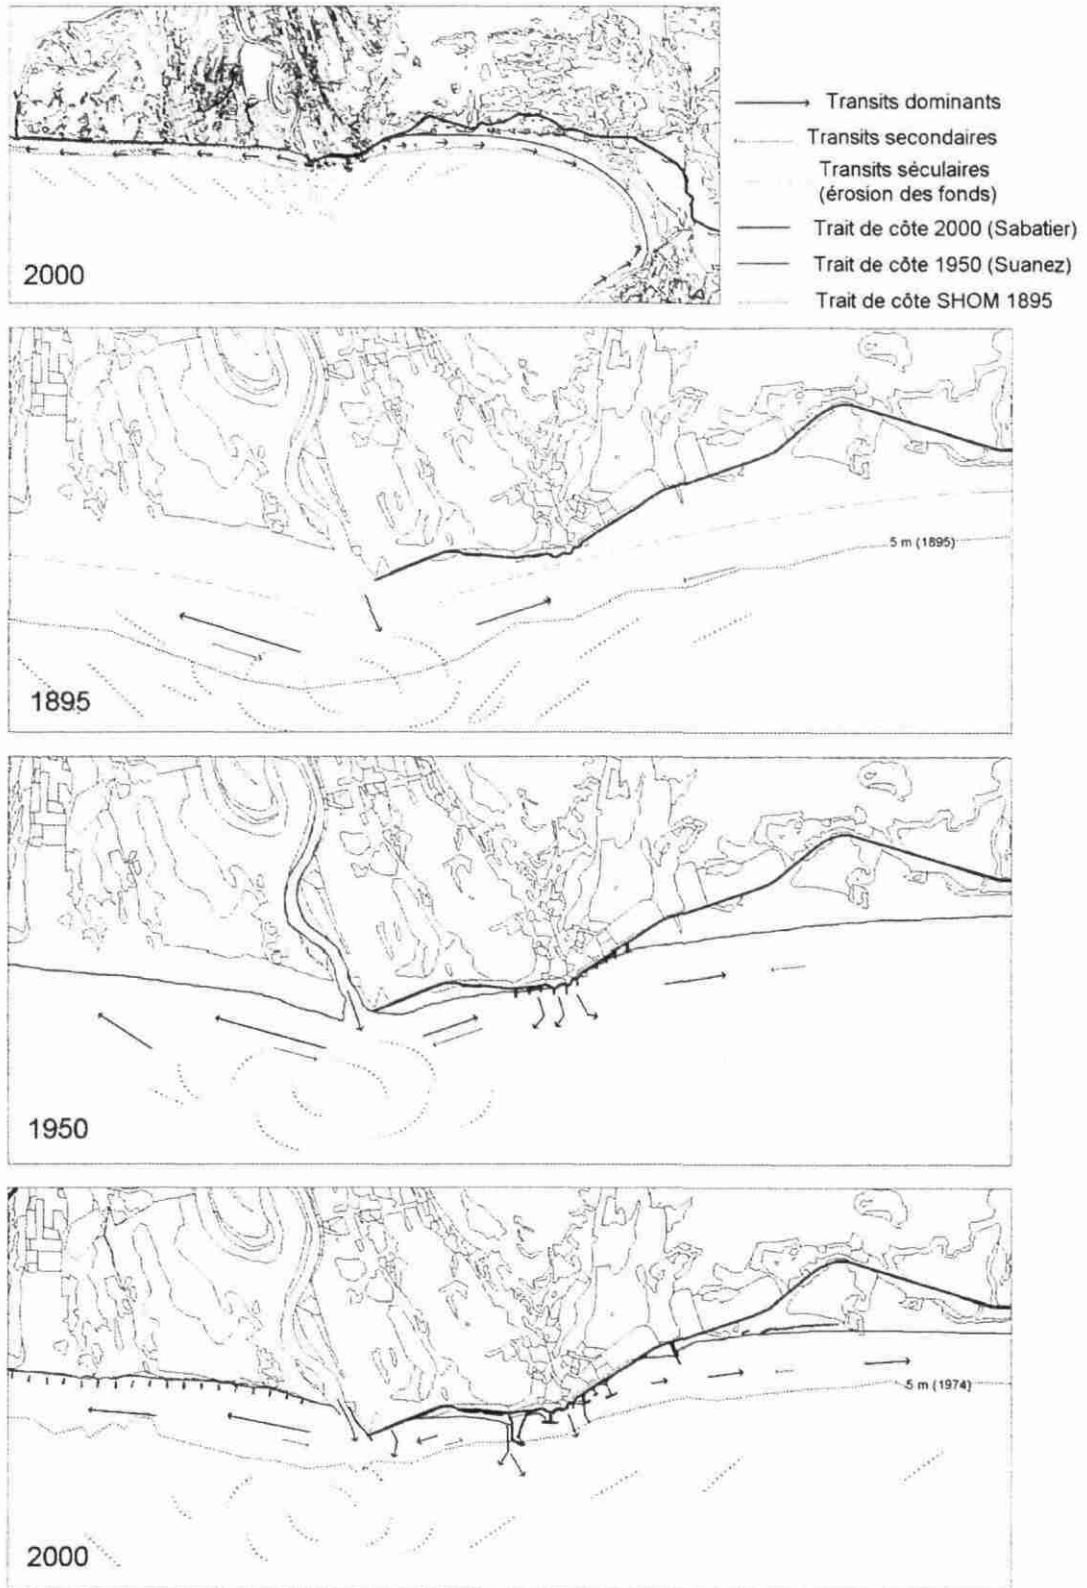 2000
Transits dominants
Transits secondaires
Transits séculaires
(érosion des fonds)
Trait de côte 2000 (Sabatier)
Trait de côte 1950 (Suanez)
Trait de côte SHOM 1895
5 m (1895)
1895
1950
5 m (1974)
2000